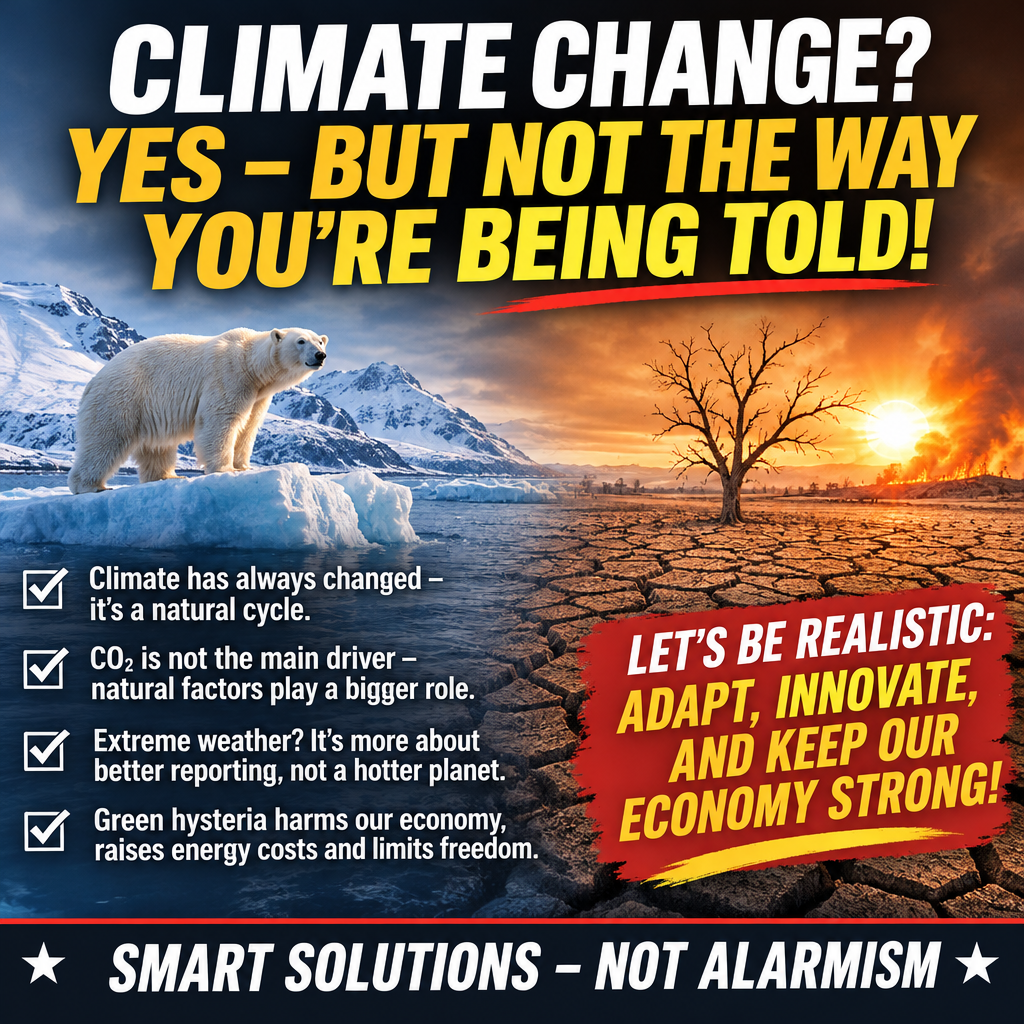 CLIMATE CHANGE?
YES – BUT NOT THE WAY
YOU'RE BEING TOLD!
Climate has always changed –
it's a natural cycle.
CO₂ is not the main driver –
natural factors play a bigger role.
Extreme weather? It's more about
better reporting, not a hotter planet.
Green hysteria harms our economy,
raises energy costs and limits freedom.
LET'S BE REALISTIC:
ADAPT, INNOVATE,
AND KEEP OUR
ECONOMY STRONG!
SMART SOLUTIONS – NOT ALARMISM